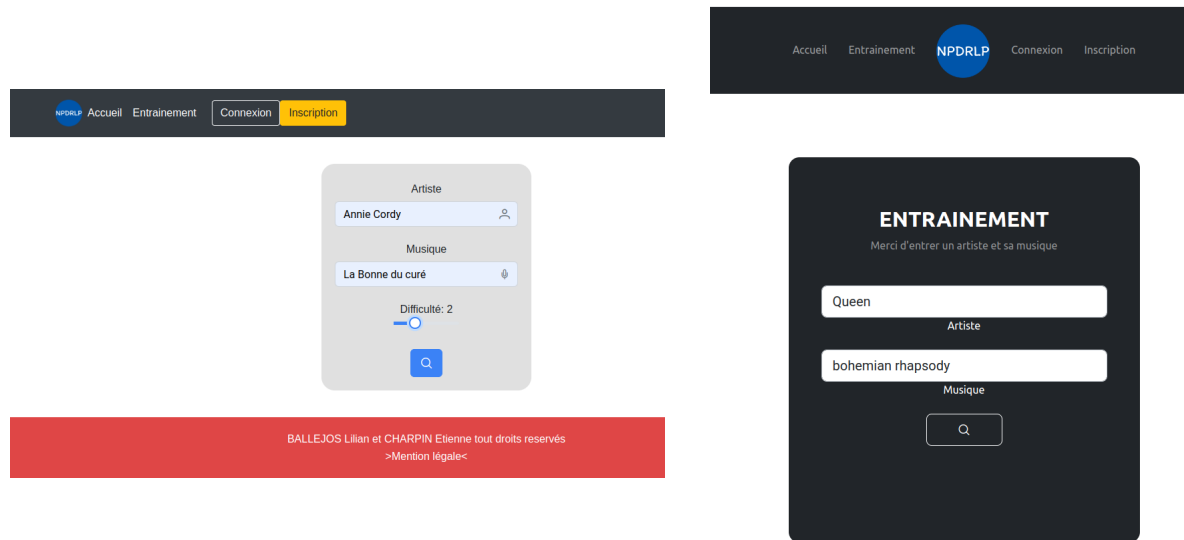 NPDRLP Accueil Entrainement Connexion Inscription
Artiste
Annie Cordy
Musique
La Bonne du curé
Difficulté: 2
BALLEJOS Lilian et CHARPIN Etienne tout droits reservés
>Mention légale<
Accueil Entrainement NPDRLP Connexion Inscription
ENTRAINEMENT
Merci d'entrer un artiste et sa musique
Queen
Artiste
bohemian rhapsody
Musique